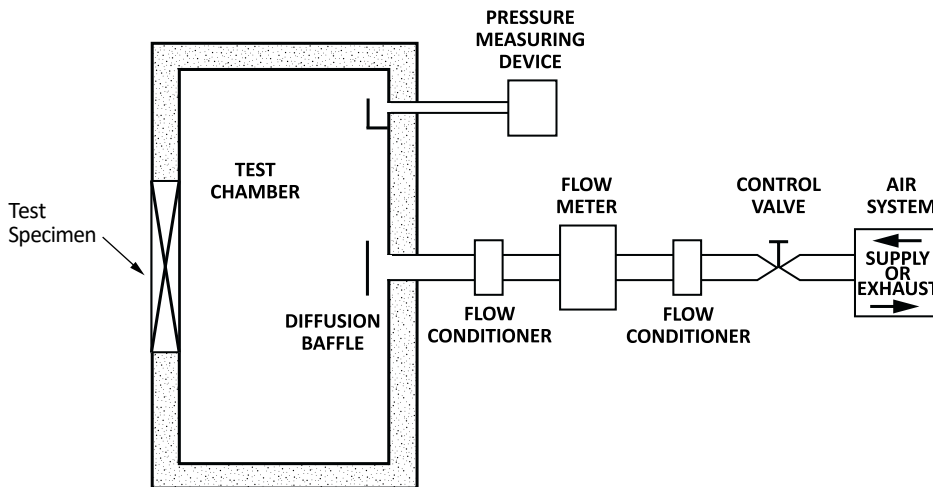 PRESSURE
MEASURING
DEVICE
TEST
CHAMBER
Test
Specimen
FLOW
METER
CONTROL
VALVE
AIR
SYSTEM
SUPPLY
OR
EXHAUST
DIFFUSION
BAFFLE
FLOW
CONDITIONER
FLOW
CONDITIONER